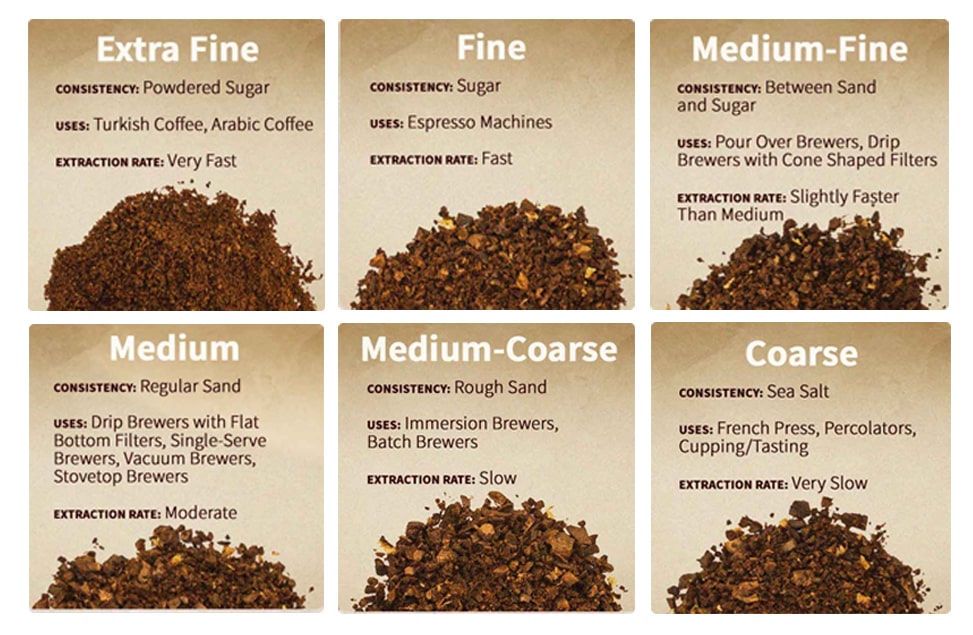 Extra Fine
CONSISTENCY: Powdered Sugar
USES: Turkish Coffee, Arabic Coffee
EXTRACTION RATE: Very Fast
Fine
CONSISTENCY: Sugar
USES: Espresso Machines
EXTRACTION RATE: Fast
Medium-Fine
CONSISTENCY: Between Sand
and Sugar
USES: Pour Over Brewers, Drip
Brewers with Cone Shaped Filters
EXTRACTION RATE: Slightly Faster
Than Medium
Medium
CONSISTENCY: Regular Sand
USES: Drip Brewers with Flat
Bottom Filters, Single-Serve
Brewers, Vacuum Brewers,
Stovetop Brewers
EXTRACTION RATE: Moderate
Medium-Coarse
CONSISTENCY: Rough Sand
USES: Immersion Brewers,
Batch Brewers
EXTRACTION RATE: Slow
Coarse
CONSISTENCY: Sea Salt
USES: French Press, Percolators,
Cupping/Tasting
EXTRACTION RATE: Very Slow